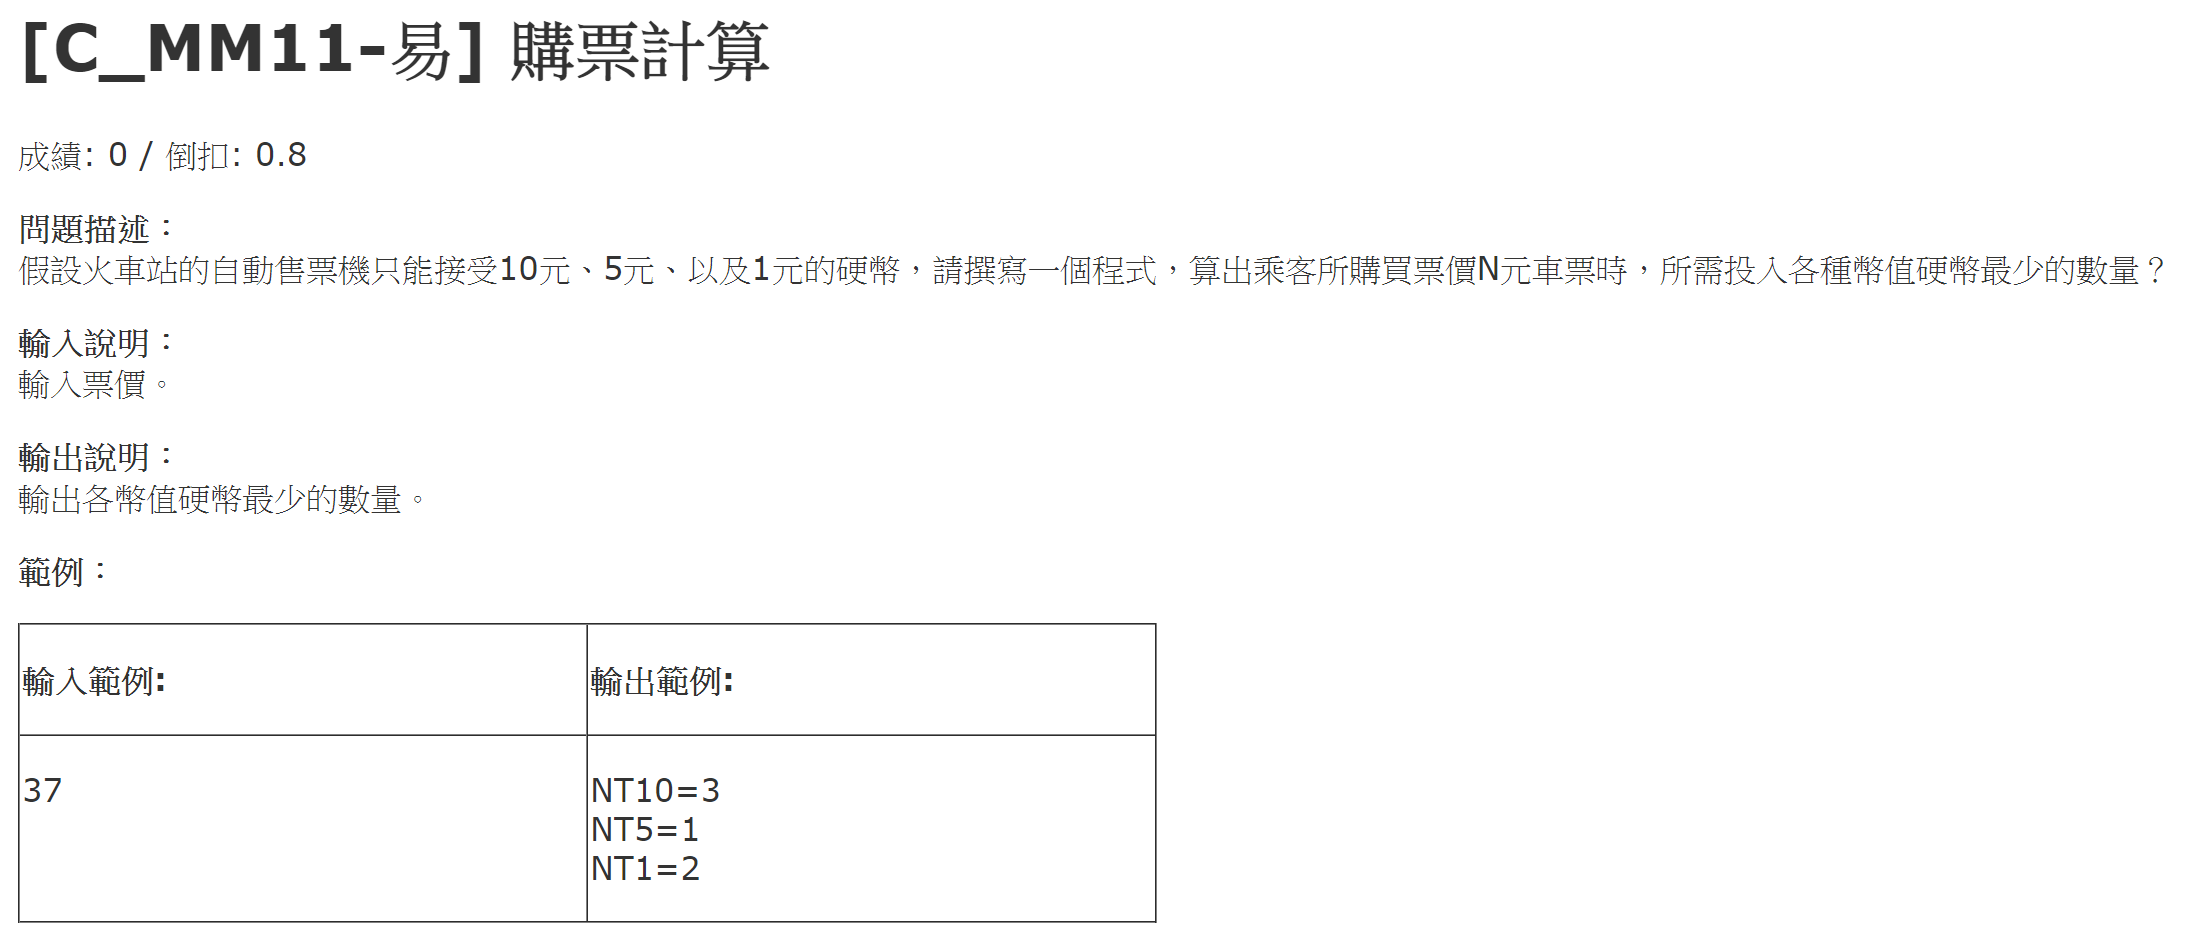 [C_MM11-易] 購票計算
成績: 0 / 倒扣: 0.8
問題描述：
假設火車站的自動售票機只能接受10元、5元、以及1元的硬幣，請撰寫一個程式，算出乘客所購買票價N元車票時，所需投入各種幣值硬幣最少的數量？
輸入說明：
輸入票價。
輸出說明：
輸出各幣值硬幣最少的數量。
範例：
輸入範例:
輸出範例:
37
NT10=3
NT5=1
NT1=2